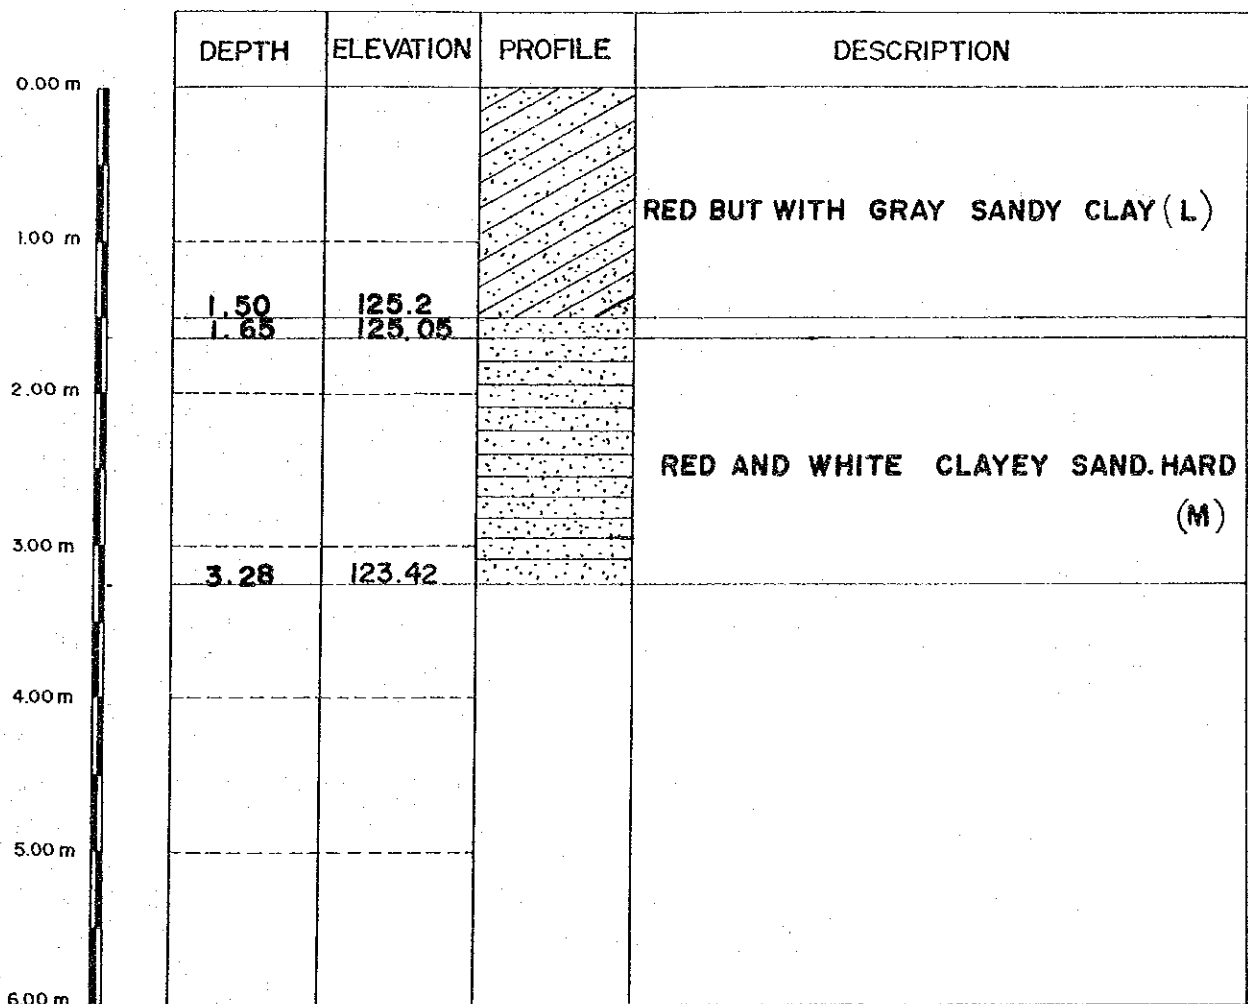 DEPTH ELEVATION PROFILE DESCRIPTION
0.00 m
RED BUT WITH GRAY SANDY CLAY (L)
1.00 m
1.50 125.2
1.65 125.05
2.00 m
RED AND WHITE CLAYEY SAND. HARD
(M)
3.00 m
3.28 123.42
4.00 m
5.00 m
6.00 m